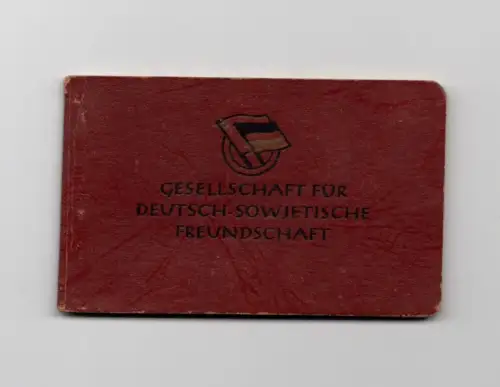 GESELLSCHAFT FÜR
DEUTSCH-SOWJETISCHE
FREUNDSCHAFT